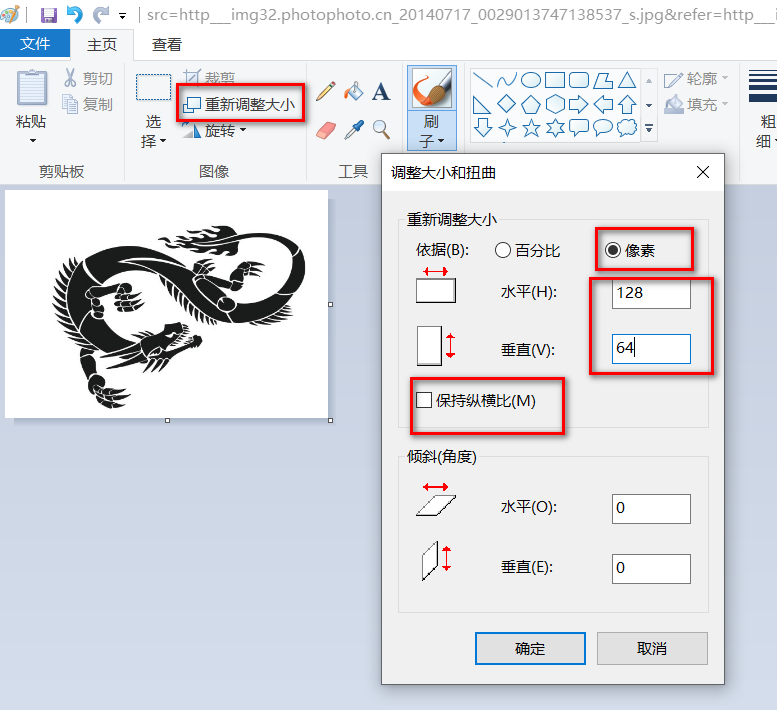 src=http___img32.photophoto.cn_20140717_0029013747138537_s.jpg&refer=http___i
文件
主页
查看
粘贴
剪切
复制
剪贴板
选
择
裁剪
重新调整大小
旋转
图像
A
工具
刷
子
轮廓
填充
粗
细
调整大小和扭曲
重新调整大小
依据(B):
百分比
像素
水平(H):
128
垂直(V):
64
保持纵横比(M)
倾斜(角度)
水平(O):
0
垂直(E):
0
确定
取消